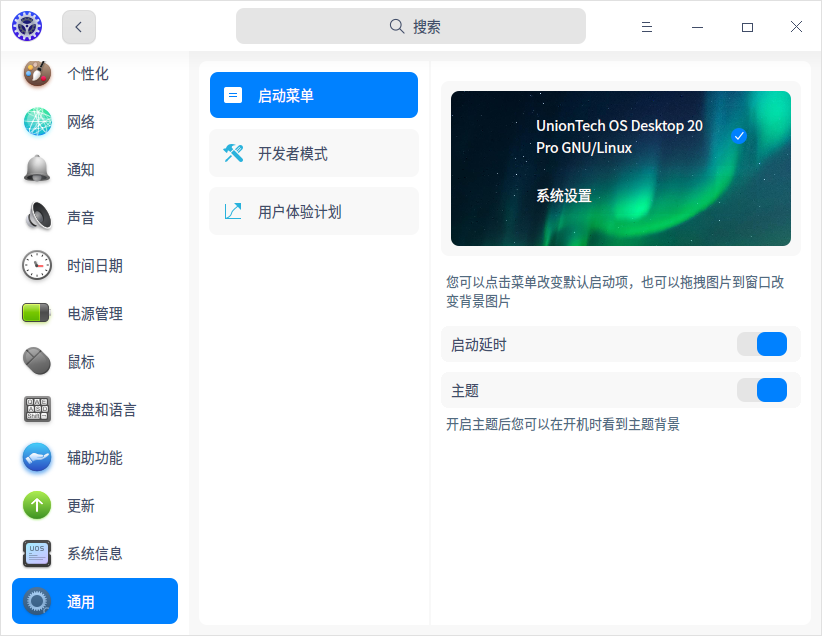 搜索
个性化
网络
通知
声音
时间日期
电源管理
鼠标
键盘和语言
辅助功能
更新
UOS
系统信息
通用
启动菜单
开发者模式
用户体验计划
UnionTech OS Desktop 20
Pro GNU/Linux
系统设置
您可以点击菜单改变默认启动项，也可以拖拽图片到窗口改
变背景图片
启动延时
主题
开启主题后您可以在开机时看到主题背景